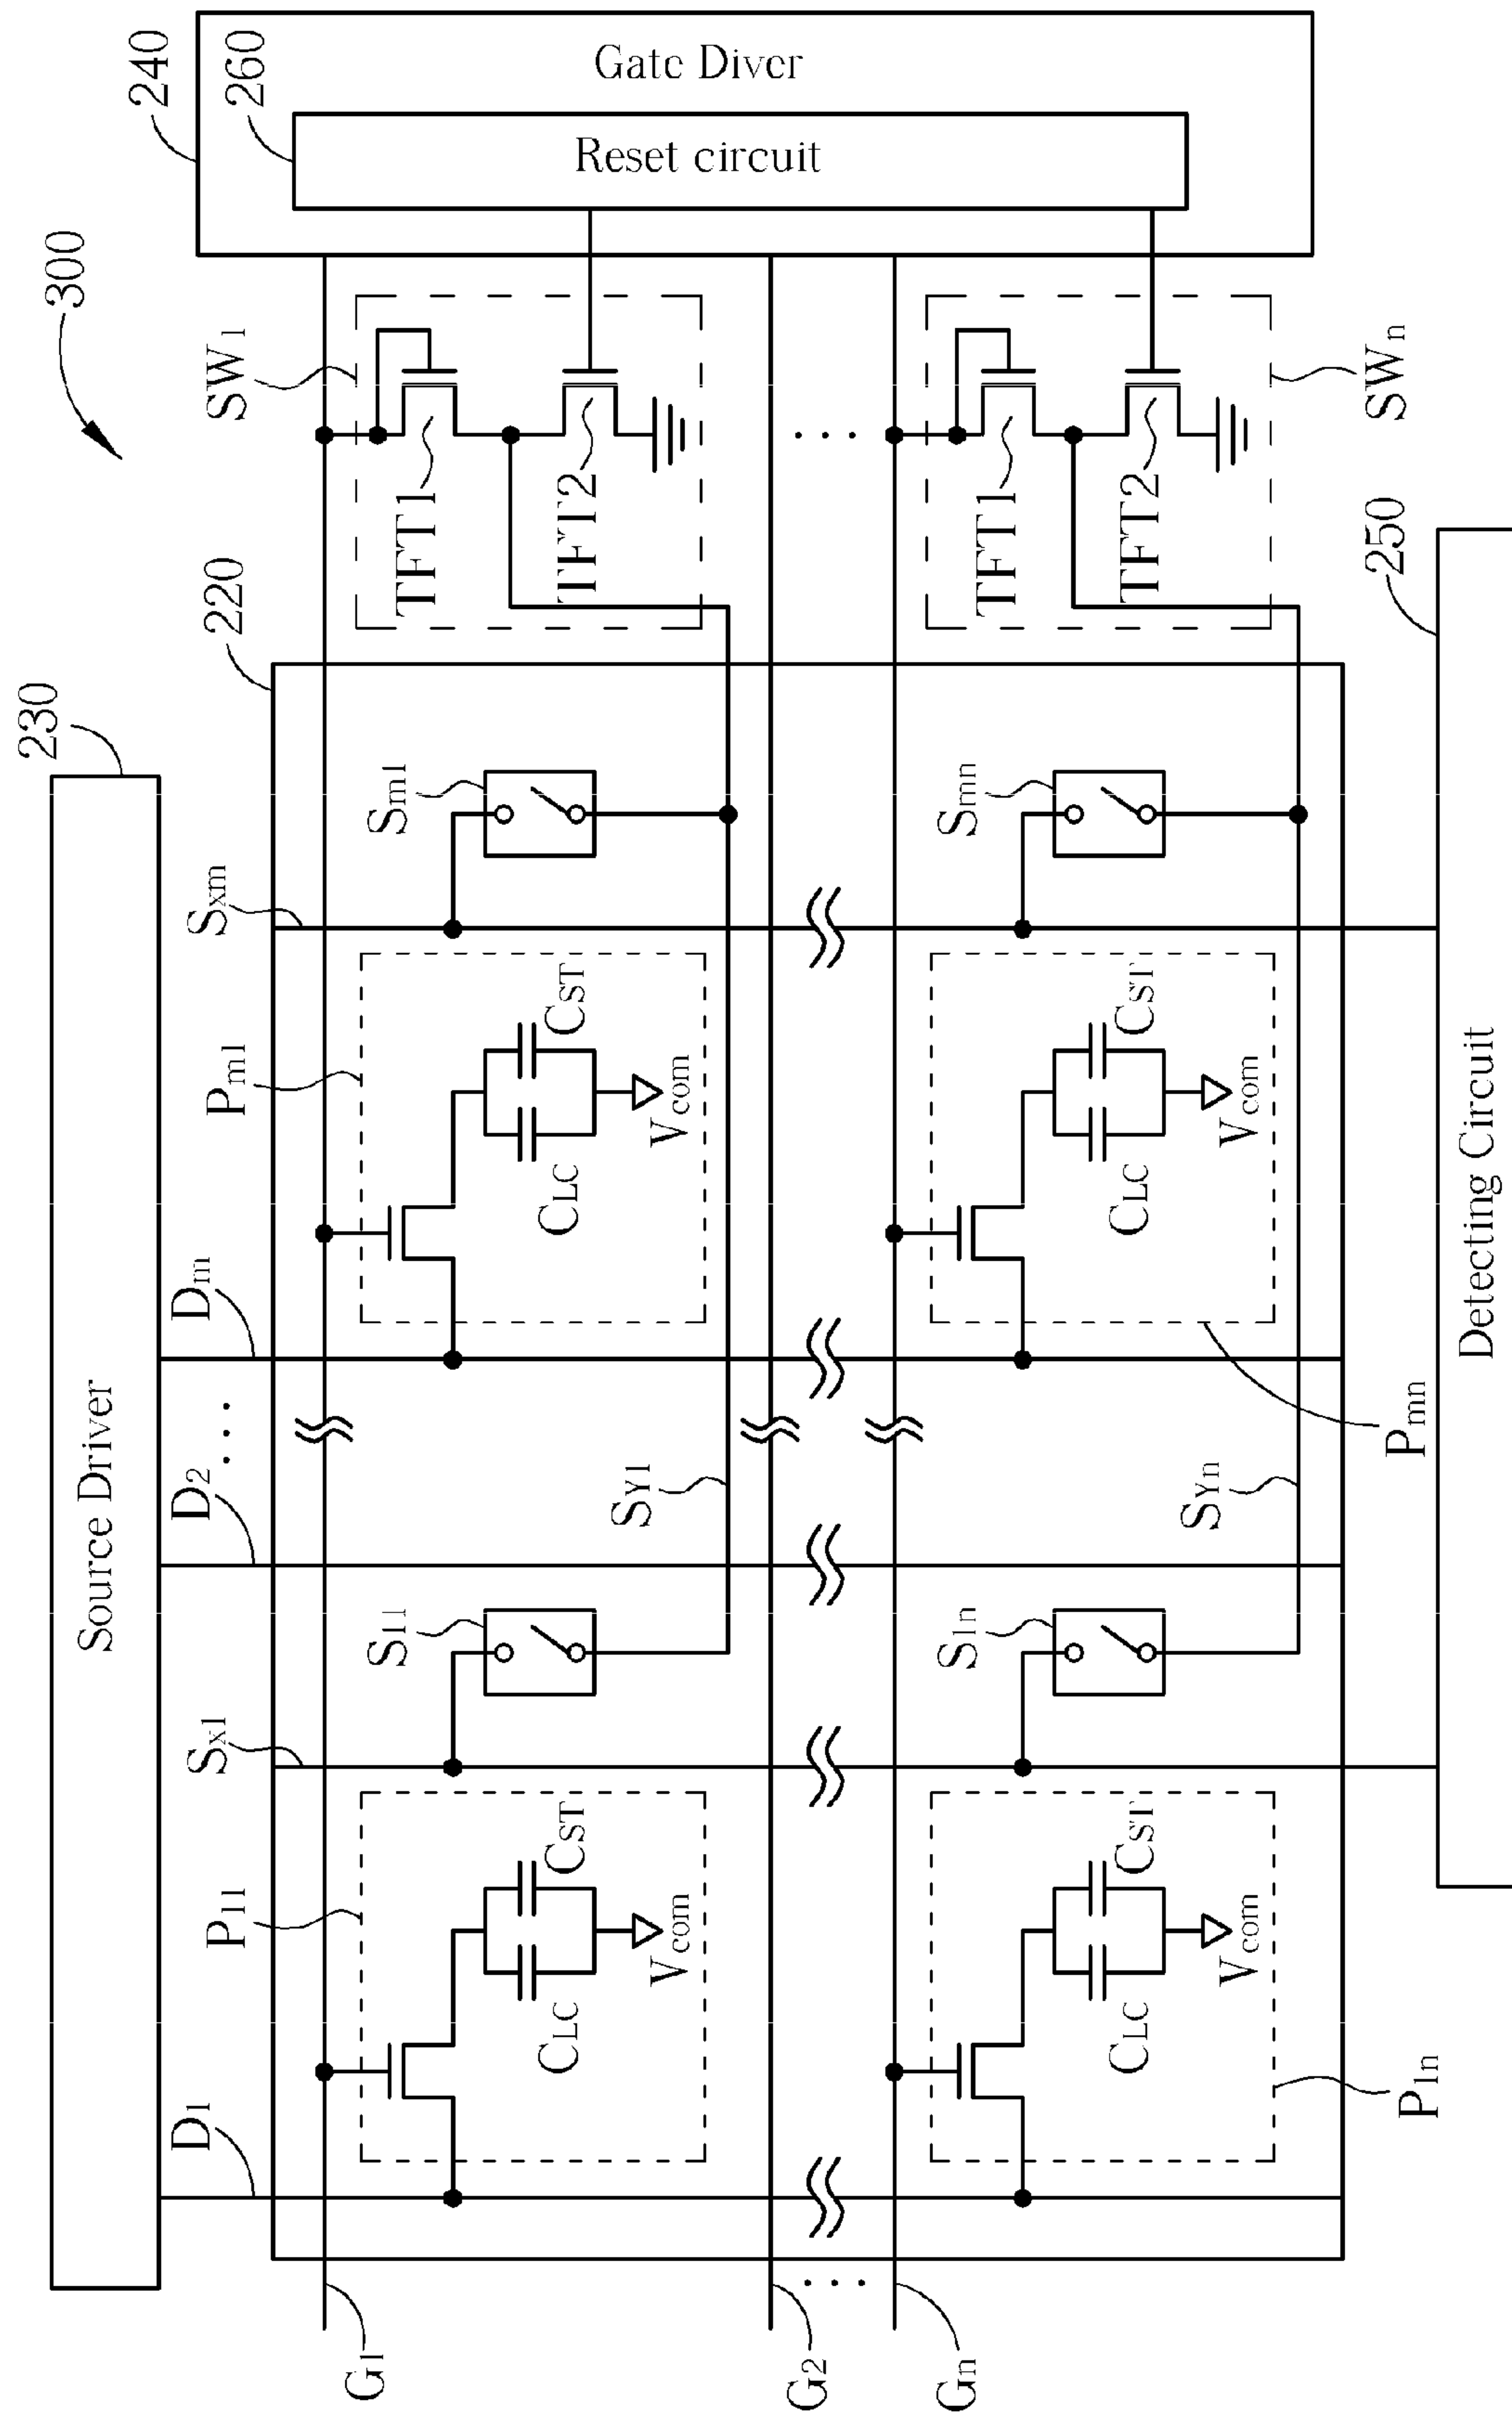 300
230
Source Driver
D1
D2
...
Dm
220
240
Gate Diver
260
Reset circuit
SW1
TFT1
TFT2
...
SWn
TFT1
TFT2
G1
G2
...
Gn
P11
CLC
CST
Vcom
Sx1
S11
SY1
Pm1
CLC
CST
Vcom
Sxm
Sm1
P1n
CLC
CST
Vcom
S1n
SYn
Pmn
CLC
CST
Vcom
Smn
250
Detecting Circuit